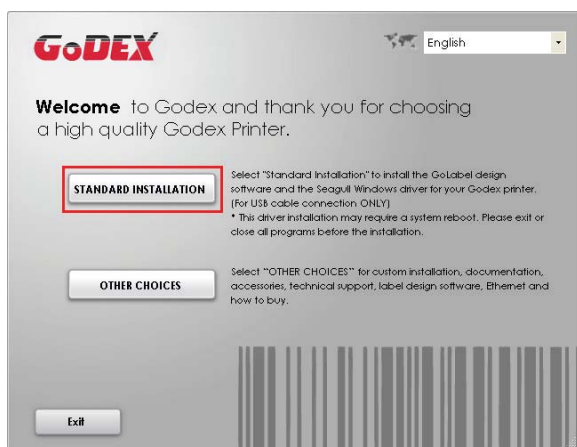 GoDEX
English
Welcome to Godex and thank you for choosing
a high quality Godex Printer.
STANDARD INSTALLATION
Select "Standard Installation" to install the GoLabel design
software and the Seagull Windows driver for your Godex printer.
(For USB cable connection ONLY)
* This driver installation may require a system reboot. Please exit or
close all programs before the installation.
OTHER CHOICES
Select "OTHER CHOICES" for custom installation, documentation,
accessories, technical support, label design software, Ethernet and
how to buy.
Exit